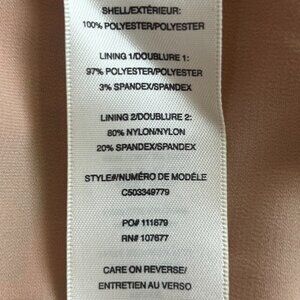 SHELL/EXTÉRIEUR:
100% POLYESTER/POLYESTER
LINING 1/DOUBLURE 1:
97% POLYESTER/POLYESTER
3% SPANDEX/SPANDEX
LINING 2/DOUBLURE 2:
80% NYLON/NYLON
20% SPANDEX/SPANDEX
STYLE#/NUMÉRO DE MODÈLE
C503349779
PO# 111679
RN# 107677
CARE ON REVERSE/
ENTRETIEN AU VERSO